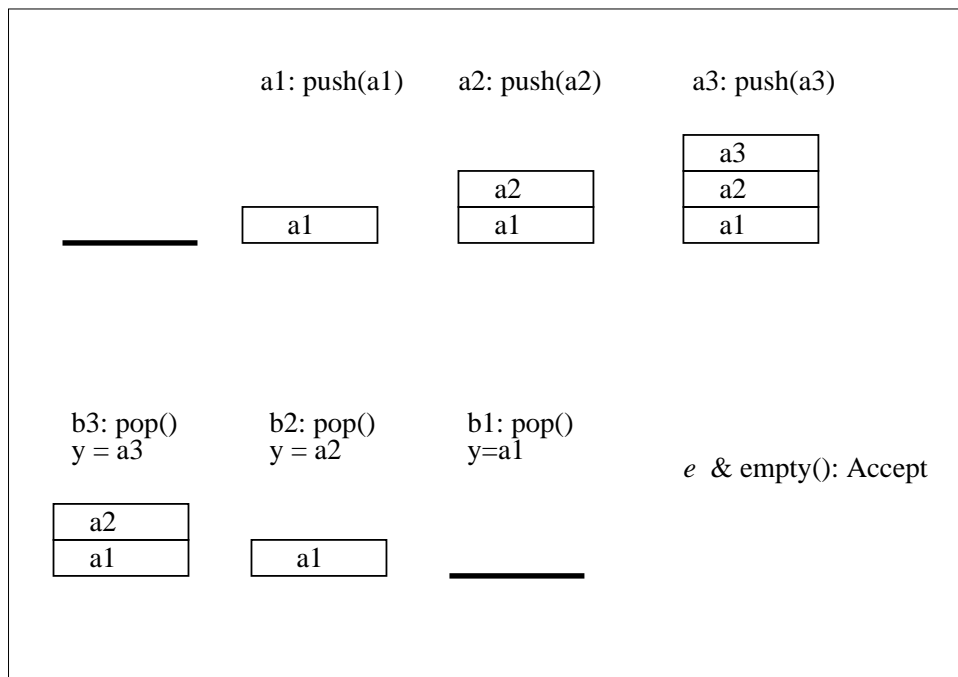 a1: push(a1)
a2: push(a2)
a3: push(a3)
a1
a2
a1
a3
a2
a1
b3: pop()
y = a3
b2: pop()
y = a2
b1: pop()
y=a1
e & empty(): Accept
a2
a1
a1